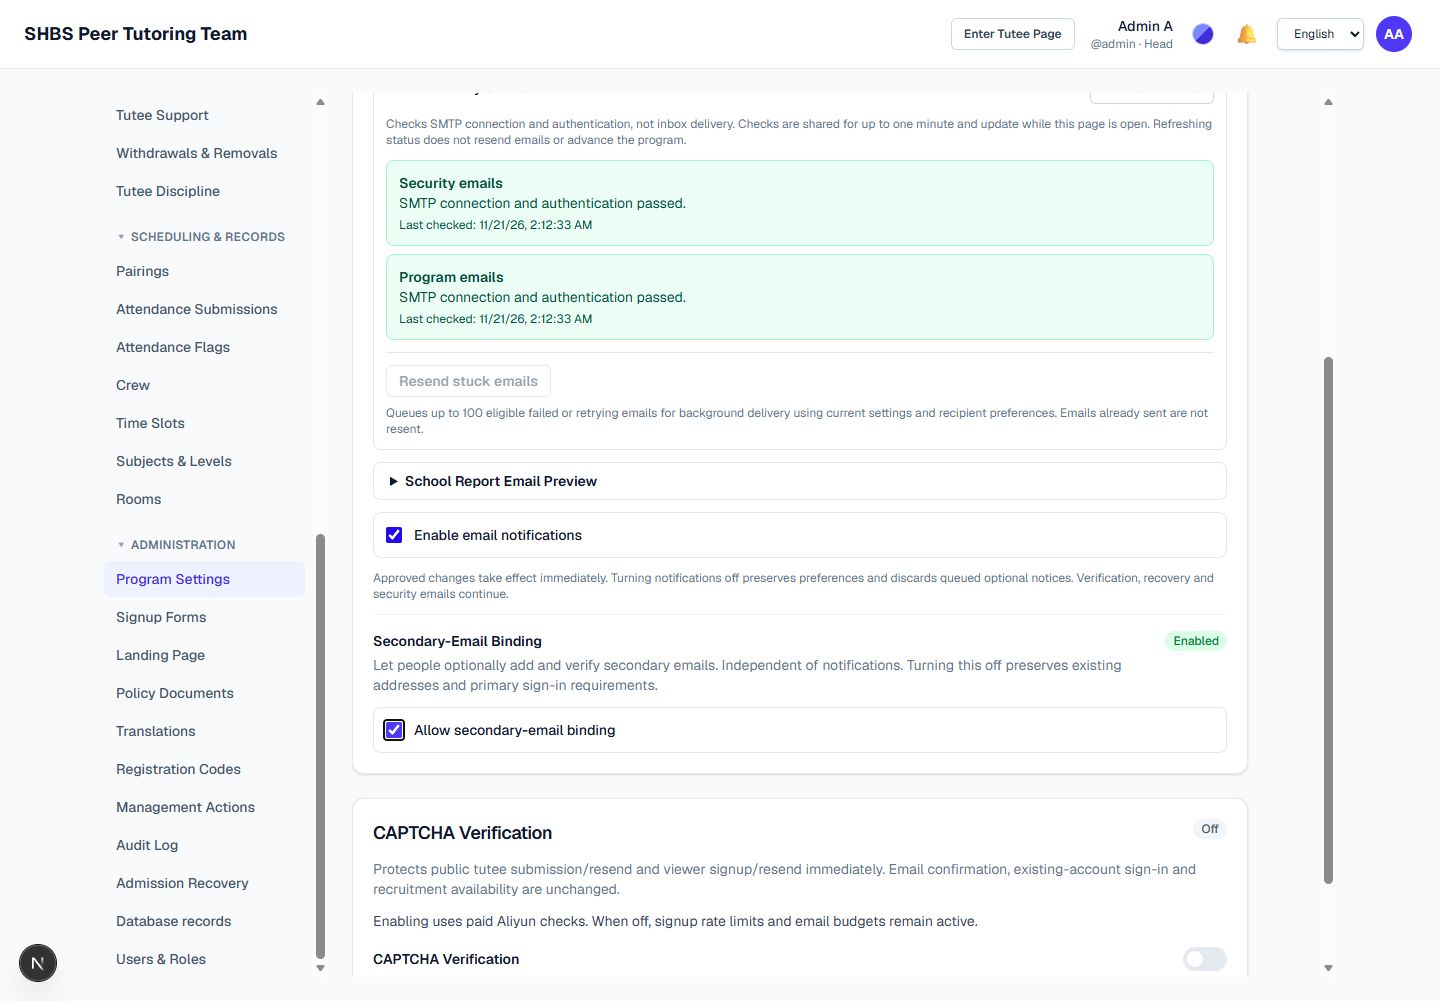 SHBS Peer Tutoring Team
Enter Tutee Page
Admin A
@admin · Head
English
AA
Tutee Support
Withdrawals & Removals
Tutee Discipline
SCHEDULING & RECORDS
Pairings
Attendance Submissions
Attendance Flags
Crew
Time Slots
Subjects & Levels
Rooms
ADMINISTRATION
Program Settings
Signup Forms
Landing Page
Policy Documents
Translations
Registration Codes
Management Actions
Audit Log
Admission Recovery
Database records
Users & Roles
N
Checks SMTP connection and authentication, not inbox delivery. Checks are shared for up to one minute and update while this page is open. Refreshing
status does not resend emails or advance the program.
Security emails
SMTP connection and authentication passed.
Last checked: 11/21/26, 2:12:33 AM
Program emails
SMTP connection and authentication passed.
Last checked: 11/21/26, 2:12:33 AM
Resend stuck emails
Queues up to 100 eligible failed or retrying emails for background delivery using current settings and recipient preferences. Emails already sent are not
resent.
School Report Email Preview
Enable email notifications
Approved changes take effect immediately. Turning notifications off preserves preferences and discards queued optional notices. Verification, recovery and
security emails continue.
Secondary-Email Binding
Enabled
Let people optionally add and verify secondary emails. Independent of notifications. Turning this off preserves existing
addresses and primary sign-in requirements.
Allow secondary-email binding
CAPTCHA Verification
Off
Protects public tutee submission/resend and viewer signup/resend immediately. Email confirmation, existing-account sign-in and
recruitment availability are unchanged.
Enabling uses paid Aliyun checks. When off, signup rate limits and email budgets remain active.
CAPTCHA Verification